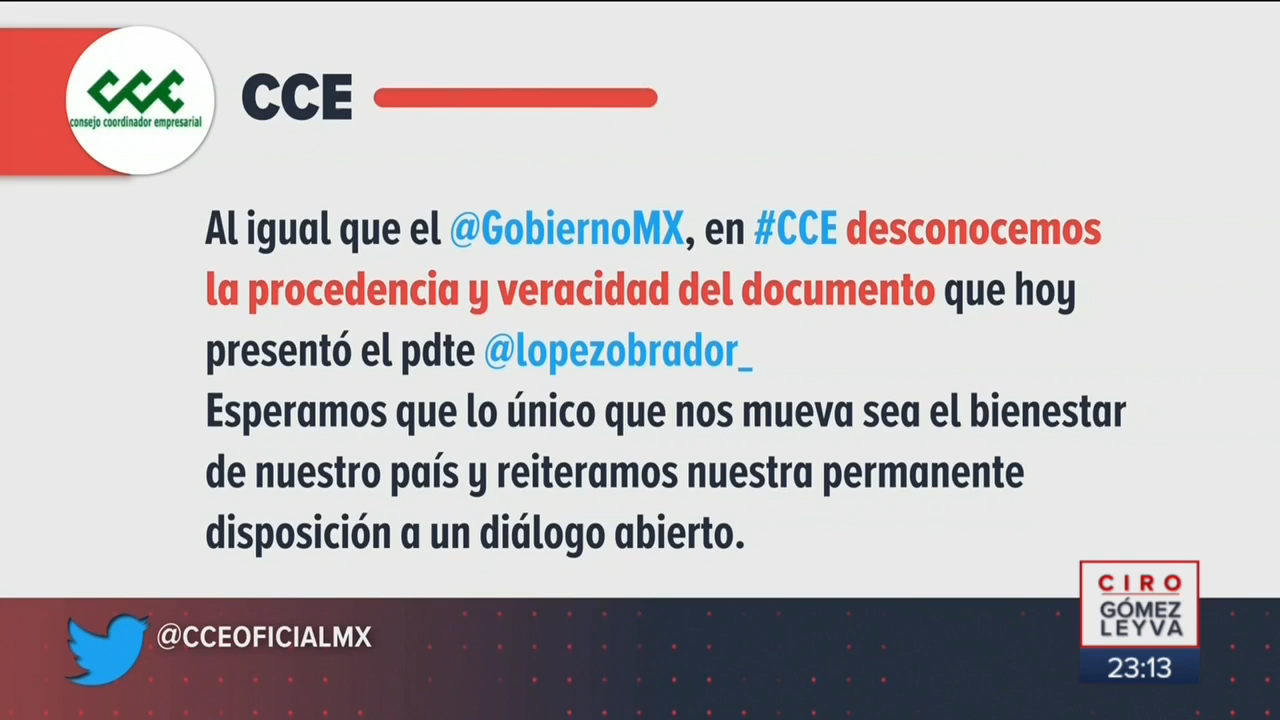 CCE
consejo coordinador empresarial
CCE
Al igual que el @GobiernoMX, en #CCE desconocemos
la procedencia y veracidad del documento que hoy
presentó el pdte @lopezobrador_
Esperamos que lo único que nos mueva sea el bienestar
de nuestro país y reiteramos nuestra permanente
disposición a un diálogo abierto.
@CCEOFICIALMX
CIRO
GÓMEZ
LEYVA
23:13